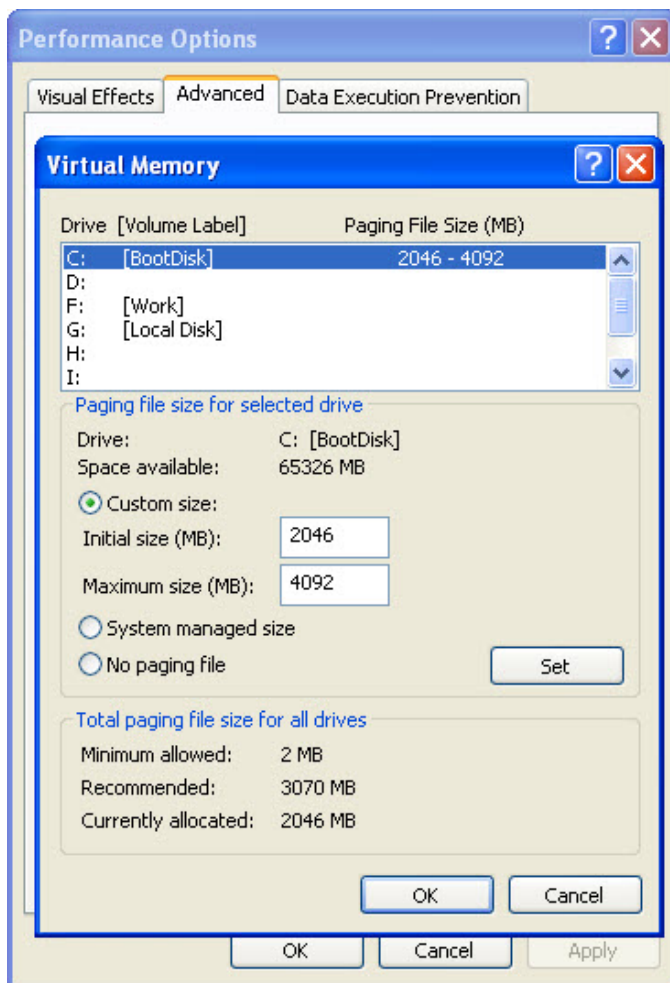 Performance Options
Visual Effects Advanced Data Execution Prevention
Virtual Memory
Drive [Volume Label] Paging File Size (MB)
C: [BootDisk] 2046 - 4092
D:
F: [Work]
G: [Local Disk]
H:
I:
Paging file size for selected drive
Drive: C: [BootDisk]
Space available: 65326 MB
Custom size:
Initial size (MB): 2046
Maximum size (MB): 4092
System managed size
No paging file Set
Total paging file size for all drives
Minimum allowed: 2 MB
Recommended: 3070 MB
Currently allocated: 2046 MB
OK Cancel
OK Cancel Apply